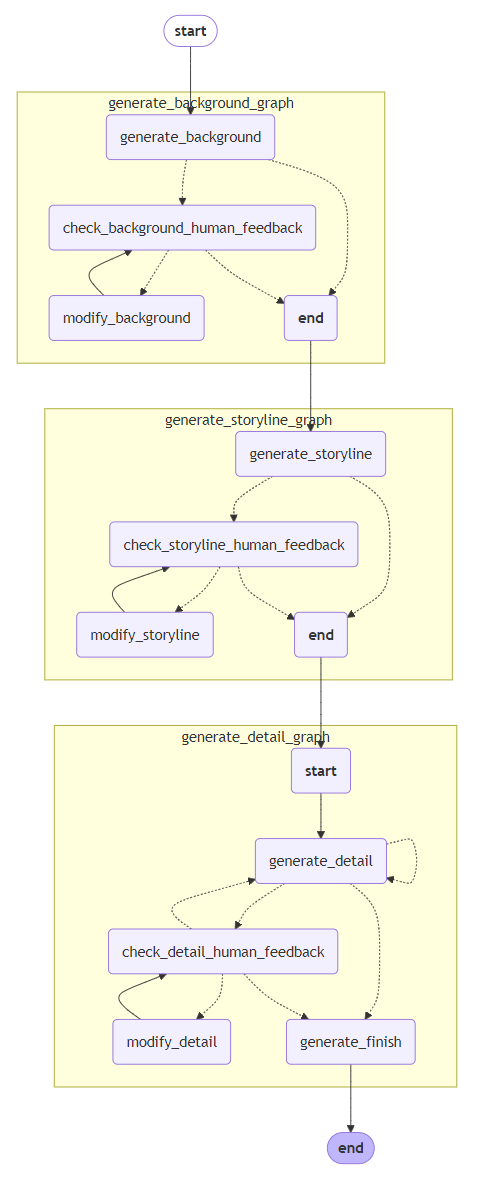 start
generate_background_graph
generate_background
check_background_human_feedback
modify_background
end
generate_storyline_graph
generate_storyline
check_storyline_human_feedback
modify_storyline
end
generate_detail_graph
start
generate_detail
check_detail_human_feedback
modify_detail
generate_finish
end